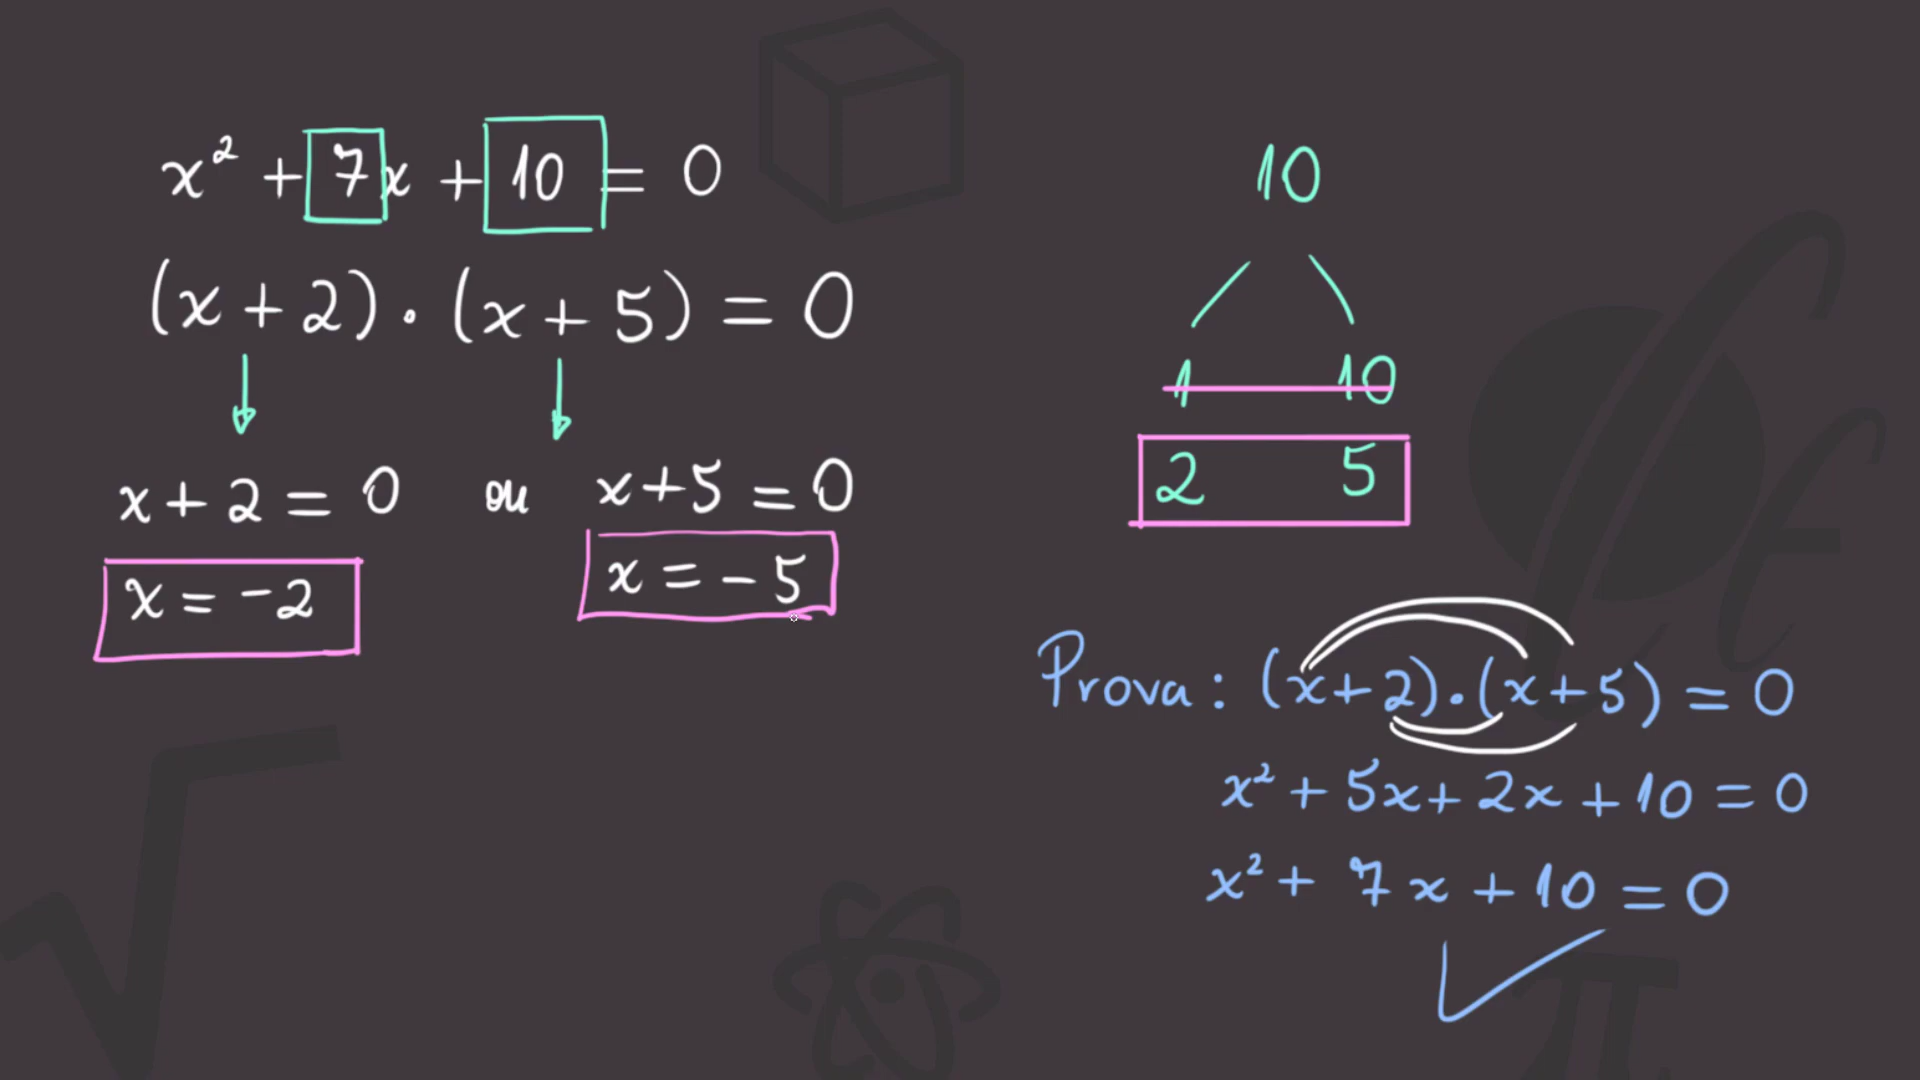 x² + 7x + 10 = 0
(x + 2) · (x + 5) = 0
x + 2 = 0 ou x + 5 = 0
x = -2
x = -5
10
1 10
2 5
Prova: (x + 2) · (x + 5) = 0
x² + 5x + 2x + 10 = 0
x² + 7x + 10 = 0